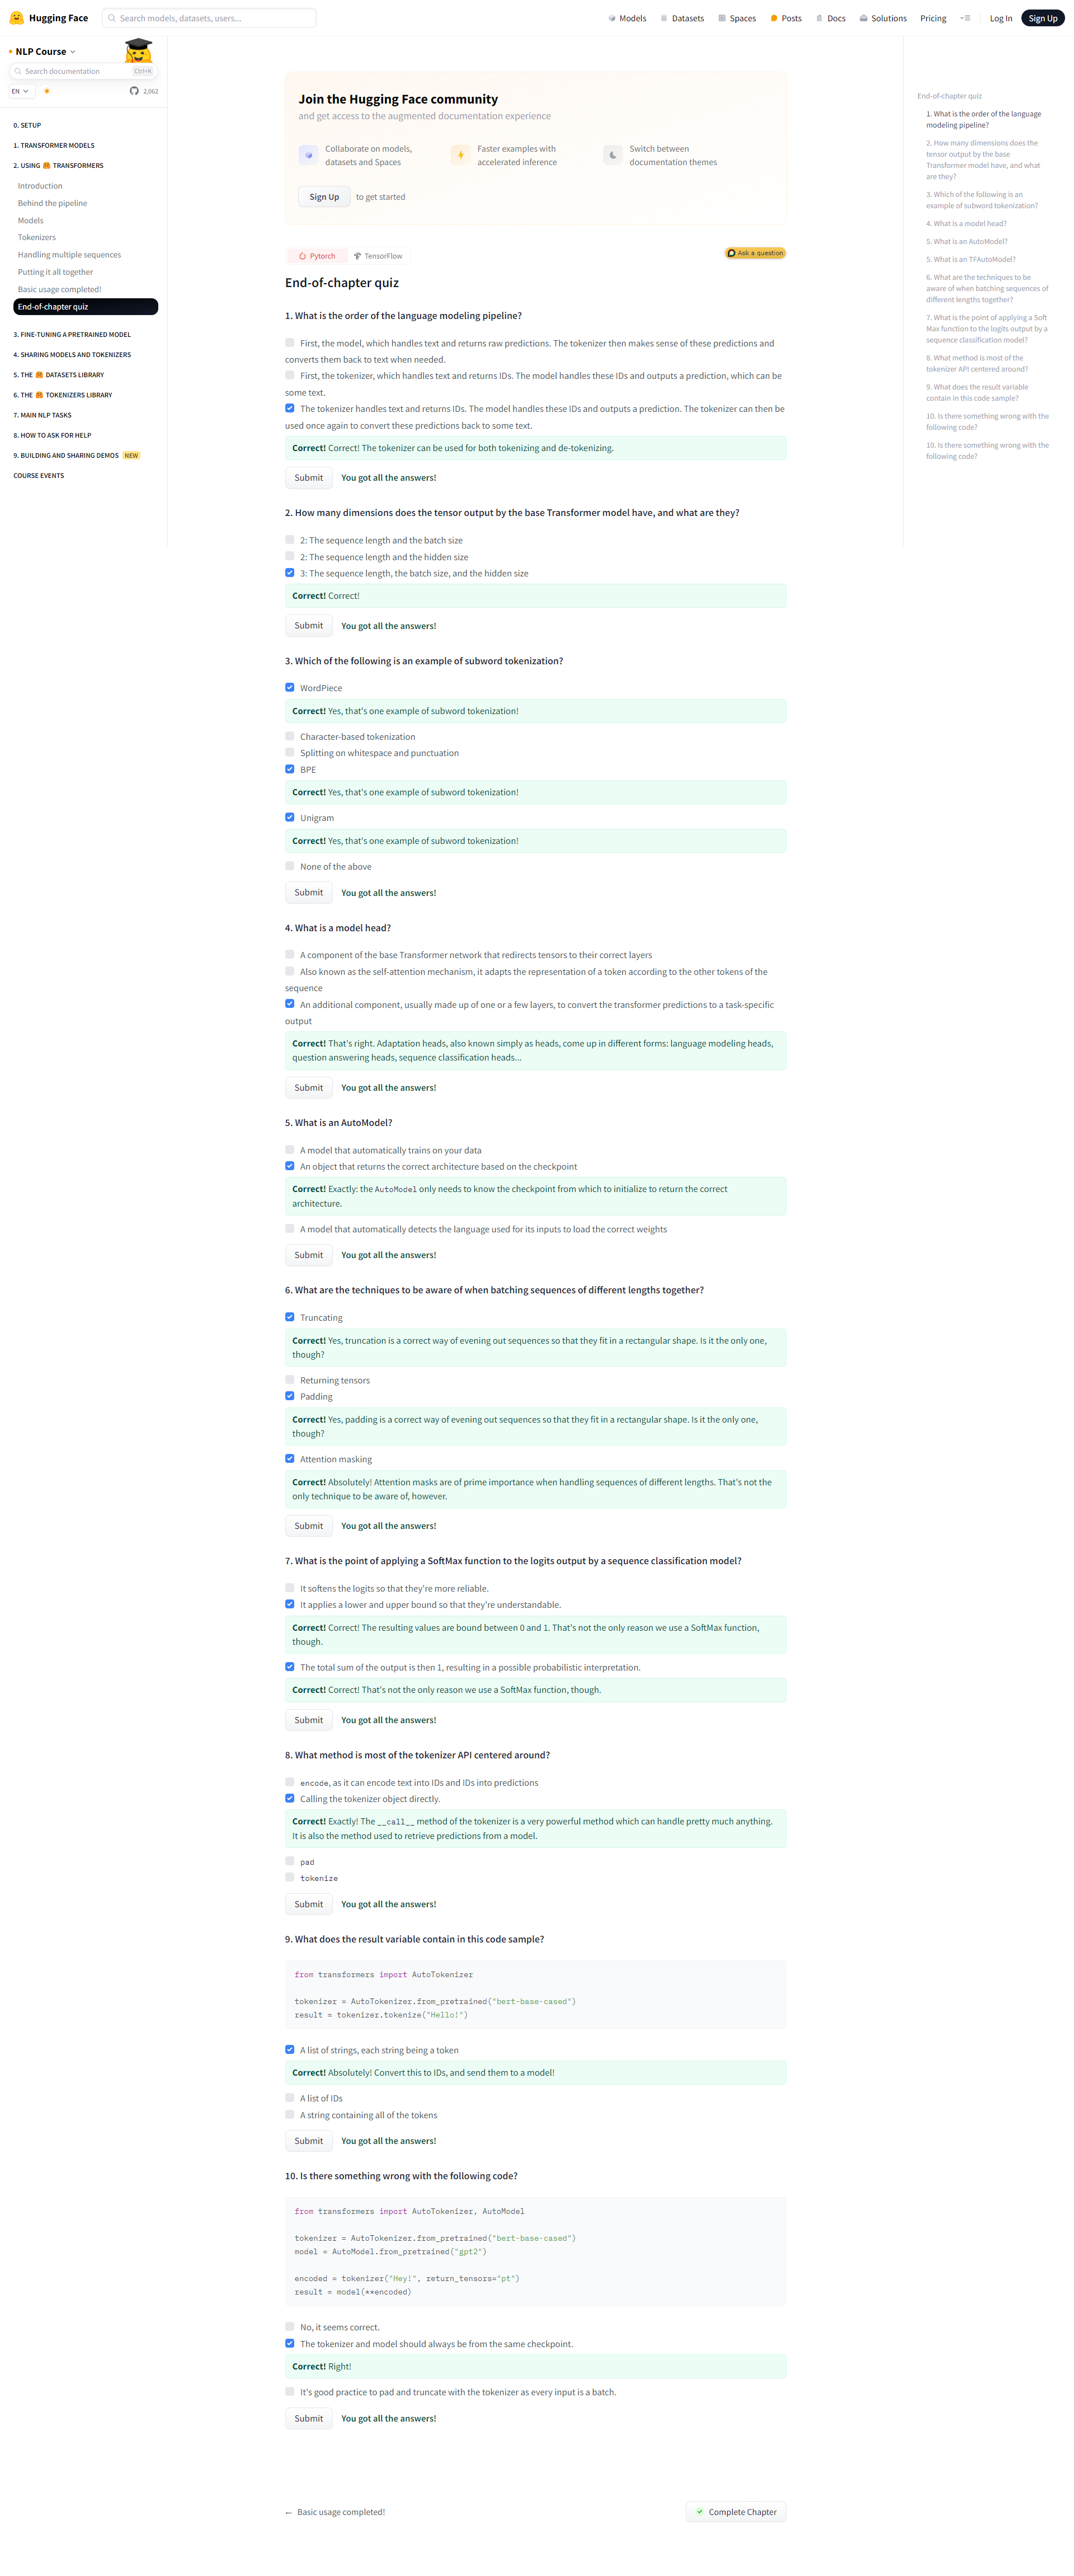 Hugging Face
Search models, datasets, users...
Models
Datasets
Spaces
Posts
Docs
Solutions
Pricing
Log In
Sign Up
NLP Course
Search documentation
Ctrl+K
EN
2,062
0. SETUP
1. TRANSFORMER MODELS
2. USING 🤗 TRANSFORMERS
Introduction
Behind the pipeline
Models
Tokenizers
Handling multiple sequences
Putting it all together
Basic usage completed!
End-of-chapter quiz
3. FINE-TUNING A PRETRAINED MODEL
4. SHARING MODELS AND TOKENIZERS
5. THE 🤗 DATASETS LIBRARY
6. THE 🤗 TOKENIZERS LIBRARY
7. MAIN NLP TASKS
8. HOW TO ASK FOR HELP
9. BUILDING AND SHARING DEMOS NEW
COURSE EVENTS
Join the Hugging Face community
and get access to the augmented documentation experience
Collaborate on models,
datasets and Spaces
Faster examples with
accelerated inference
Switch between
documentation themes
Sign Up to get started
Pytorch
TensorFlow
Ask a question
End-of-chapter quiz
1. What is the order of the language modeling pipeline?
First, the model, which handles text and returns raw predictions. The tokenizer then makes sense of these predictions and
converts them back to text when needed.
First, the tokenizer, which handles text and returns IDs. The model handles these IDs and outputs a prediction, which can be
some text.
The tokenizer handles text and returns IDs. The model handles these IDs and outputs a prediction. The tokenizer can then be
used once again to convert these predictions back to some text.
Correct! Correct! The tokenizer can be used for both tokenizing and de-tokenizing.
Submit You got all the answers!
2. How many dimensions does the tensor output by the base Transformer model have, and what are they?
2: The sequence length and the batch size
2: The sequence length and the hidden size
3: The sequence length, the batch size, and the hidden size
Correct! Correct!
Submit You got all the answers!
3. Which of the following is an example of subword tokenization?
WordPiece
Correct! Yes, that's one example of subword tokenization!
Character-based tokenization
Splitting on whitespace and punctuation
BPE
Correct! Yes, that's one example of subword tokenization!
Unigram
Correct! Yes, that's one example of subword tokenization!
None of the above
Submit You got all the answers!
4. What is a model head?
A component of the base Transformer network that redirects tensors to their correct layers
Also known as the self-attention mechanism, it adapts the representation of a token according to the other tokens of the
sequence
An additional component, usually made up of one or a few layers, to convert the transformer predictions to a task-specific
output
Correct! That's right. Adaptation heads, also known simply as heads, come up in different forms: language modeling heads,
question answering heads, sequence classification heads...
Submit You got all the answers!
5. What is an AutoModel?
A model that automatically trains on your data
An object that returns the correct architecture based on the checkpoint
Correct! Exactly: the AutoModel only needs to know the checkpoint from which to initialize to return the correct
architecture.
A model that automatically detects the language used for its inputs to load the correct weights
Submit You got all the answers!
6. What are the techniques to be aware of when batching sequences of different lengths together?
Truncating
Correct! Yes, truncation is a correct way of evening out sequences so that they fit in a rectangular shape. Is it the only one,
though?
Returning tensors
Padding
Correct! Yes, padding is a correct way of evening out sequences so that they fit in a rectangular shape. Is it the only one,
though?
Attention masking
Correct! Absolutely! Attention masks are of prime importance when handling sequences of different lengths. That's not the
only technique to be aware of, however.
Submit You got all the answers!
7. What is the point of applying a SoftMax function to the logits output by a sequence classification model?
It softens the logits so that they're more reliable.
It applies a lower and upper bound so that they're understandable.
Correct! Correct! The resulting values are bound between 0 and 1. That's not the only reason we use a SoftMax function,
though.
The total sum of the output is then 1, resulting in a possible probabilistic interpretation.
Correct! Correct! That's not the only reason we use a SoftMax function, though.
Submit You got all the answers!
8. What method is most of the tokenizer API centered around?
encode, as it can encode text into IDs and IDs into predictions
Calling the tokenizer object directly.
Correct! Exactly! The __call__ method of the tokenizer is a very powerful method which can handle pretty much anything.
It is also the method used to retrieve predictions from a model.
pad
tokenize
Submit You got all the answers!
9. What does the result variable contain in this code sample?
from transformers import AutoTokenizer
tokenizer = AutoTokenizer.from_pretrained("bert-base-cased")
result = tokenizer.tokenize("Hello!")
A list of strings, each string being a token
Correct! Absolutely! Convert this to IDs, and send them to a model!
A list of IDs
A string containing all of the tokens
Submit You got all the answers!
10. Is there something wrong with the following code?
from transformers import AutoTokenizer, AutoModel
tokenizer = AutoTokenizer.from_pretrained("bert-base-cased")
model = AutoModel.from_pretrained("gpt2")
encoded = tokenizer("Hey!", return_tensors="pt")
result = model(**encoded)
No, it seems correct.
The tokenizer and model should always be from the same checkpoint.
Correct! Right!
It's good practice to pad and truncate with the tokenizer as every input is a batch.
Submit You got all the answers!
← Basic usage completed!
Complete Chapter
End-of-chapter quiz
1. What is the order of the language
modeling pipeline?
2. How many dimensions does the
tensor output by the base
Transformer model have, and what
are they?
3. Which of the following is an
example of subword tokenization?
4. What is a model head?
5. What is an AutoModel?
5. What is an TFAutoModel?
6. What are the techniques to be
aware of when batching sequences of
different lengths together?
7. What is the point of applying a Soft
Max function to the logits output by a
sequence classification model?
8. What method is most of the
tokenizer API centered around?
9. What does the result variable
contain in this code sample?
10. Is there something wrong with the
following code?
10. Is there something wrong with the
following code?